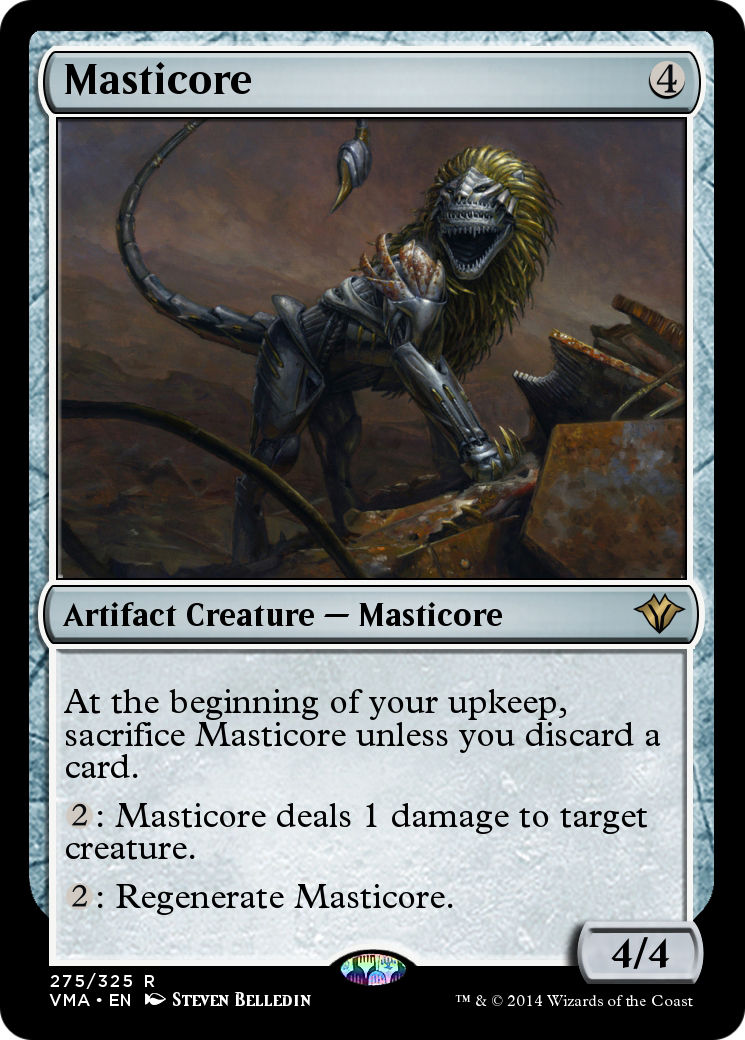 Masticore 4
Artifact Creature — Masticore
At the beginning of your upkeep,
sacrifice Masticore unless you discard a
card.
2: Masticore deals 1 damage to target
creature.
2: Regenerate Masticore.
4/4
275/325 R
VMA • EN STEVEN BELLEDIN ™ & © 2014 Wizards of the Coast